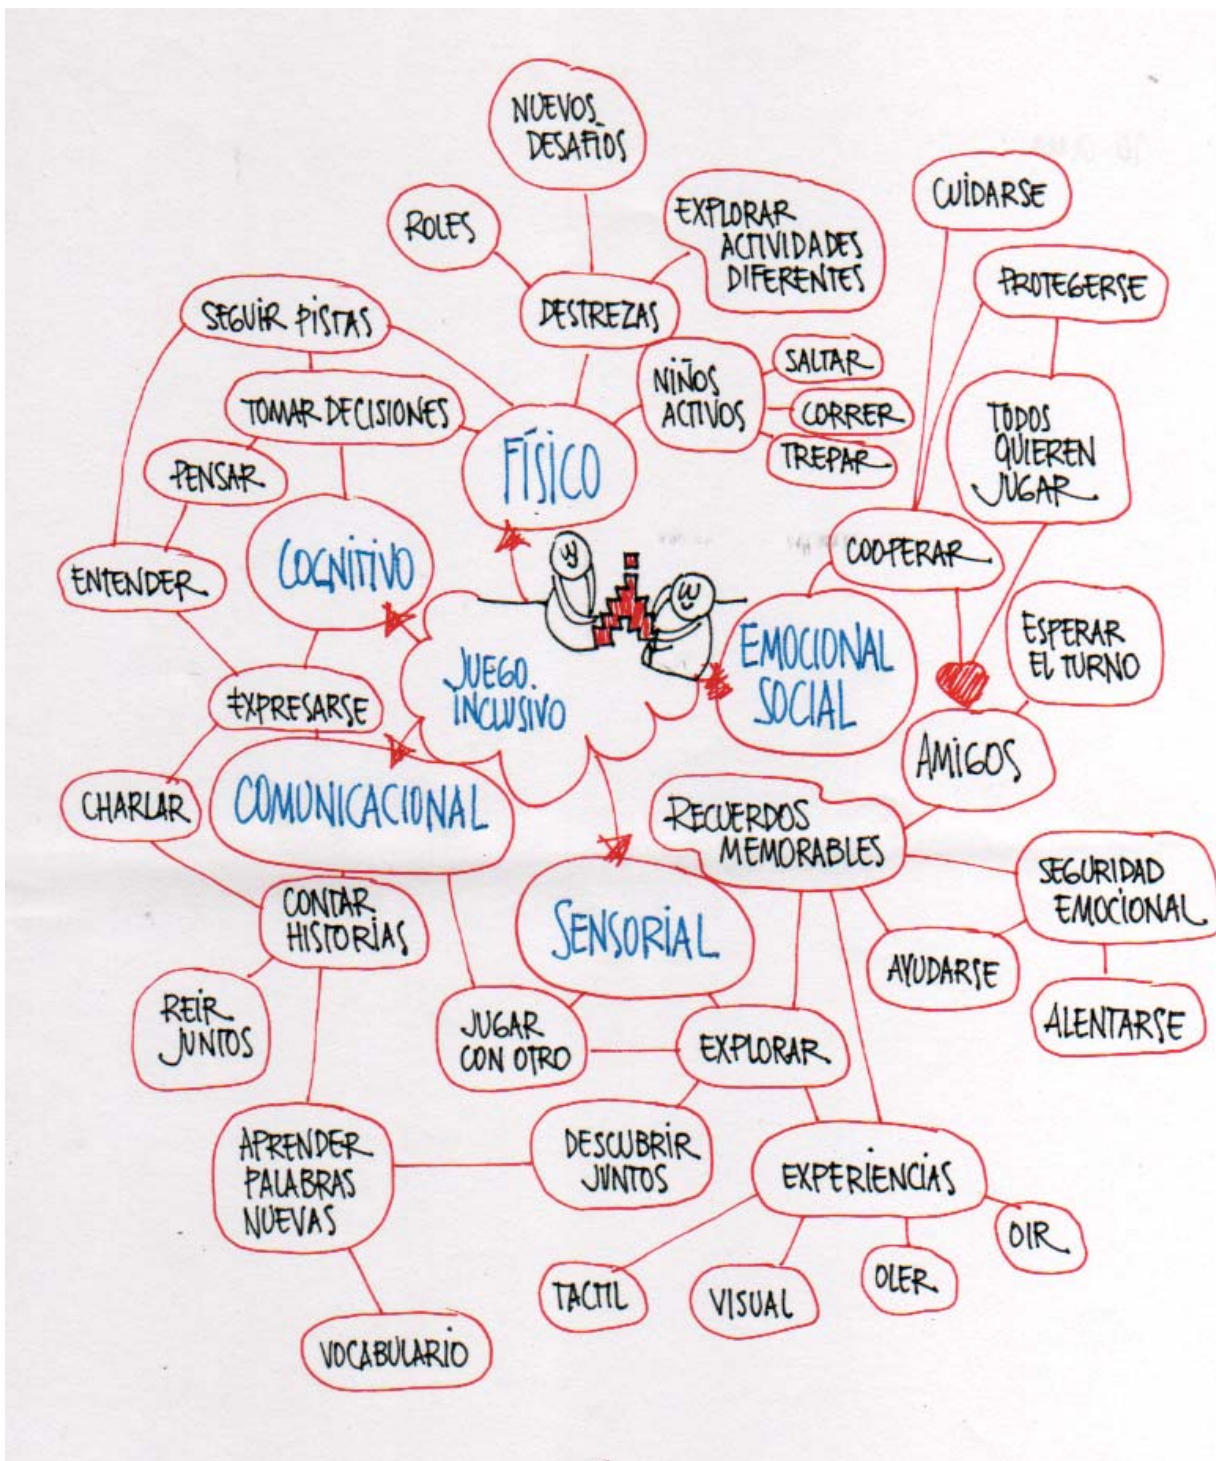 NUEVOS
DESAFÍOS
ROLES
EXPLORAR
ACTIVIDADES
DIFERENTES
CUIDARSE
PROTEGERSE
SEGUIR PISTAS
DESTREZAS
NIÑOS
ACTIVOS
SALTAR
CORRER
TREPAR
TOMAR DECISIONES
TODOS
QUIEREN
JUGAR
PENSAR
FÍSICO
ENTENDER
COGNITIVO
COOPERAR
JUEGO
INCLUSIVO
EMOCIONAL
SOCIAL
ESPERAR
EL TURNO
EXPRESARSE
AMIGOS
CHARLAR
COMUNICACIONAL
RECUERDOS
MEMORABLES
SEGURIDAD
EMOCIONAL
CONTAR
HISTORIAS
SENSORIAL
AYUDARSE
ALENTARSE
REIR
JUNTOS
JUGAR
CON OTRO
EXPLORAR
APRENDER
PALABRAS
NUEVAS
DESCUBRIR
JUNTOS
EXPERIENCIAS
OIR
TACTIL
VISUAL
OLER
VOCABULARIO